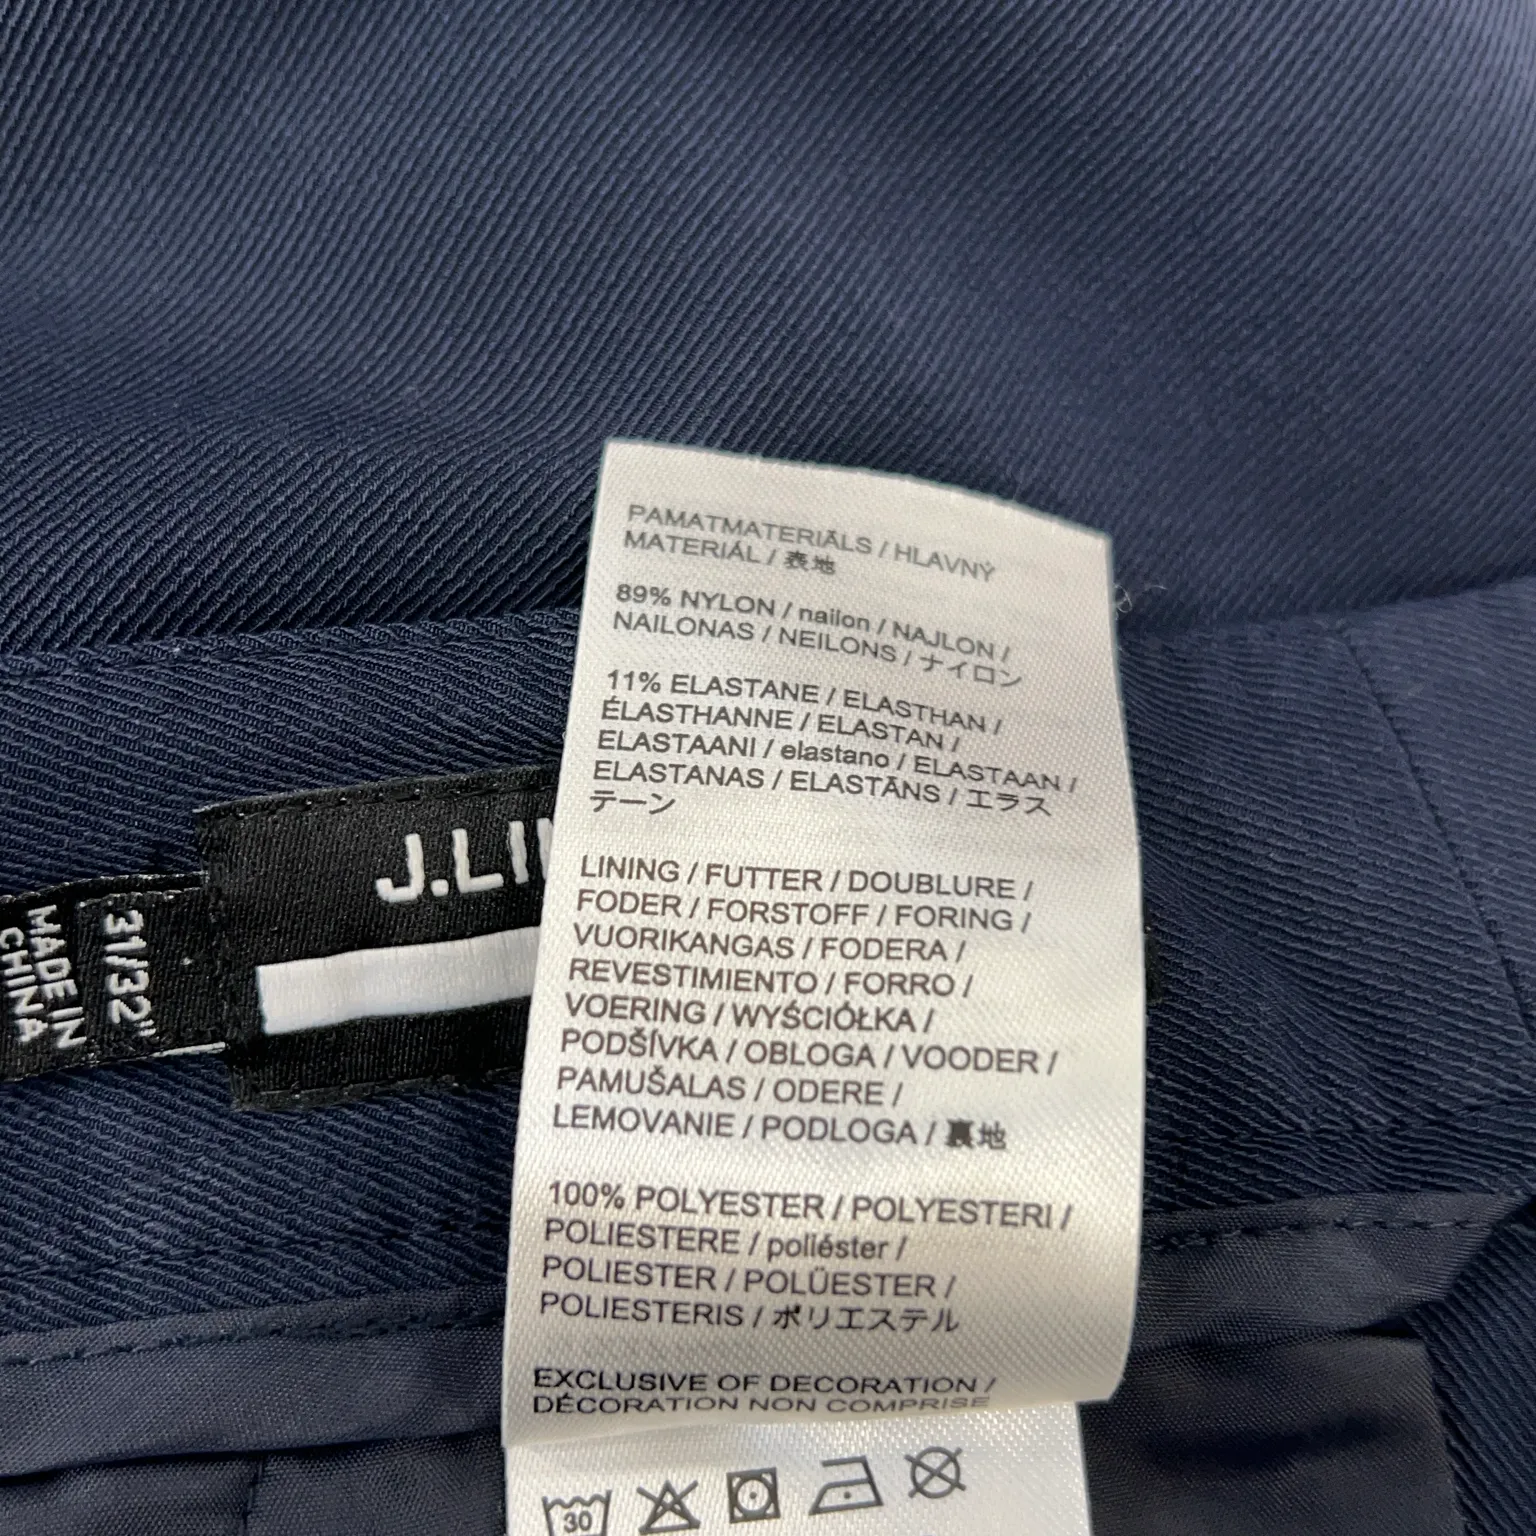 PAMATMATERIĀLS / HLAVNÝ
MATERIÁL / 表地
89% NYLON / nailon / NAJLON /
NAILONAS / NEILONS / ナイロン
11% ELASTANE / ELASTHAN /
ÉLASTHANNE / ELASTAN /
ELASTAANI / elastano / ELASTAAN /
ELASTANAS / ELASTĀNS / エラス
テーン
LINING / FUTTER / DOUBLURE /
FODER / FORSTOFF / FORING /
VUORIKANGAS / FODERA /
REVESTIMIENTO / FORRO /
VOERING / WYŚCIÓŁKA /
PODŠÍVKA / OBLOGA / VOODER /
PAMUŠALAS / ODERE /
LEMOVANIE / PODLOGA / 裏地
100% POLYESTER / POLYESTERI /
POLIESTERE / poliéster /
POLIESTER / POLÜESTER /
POLIESTERIS / ポリエステル
EXCLUSIVE OF DECORATION /
DÉCORATION NON COMPRISE
30
J.LI
31/32"
MADE IN
CHINA